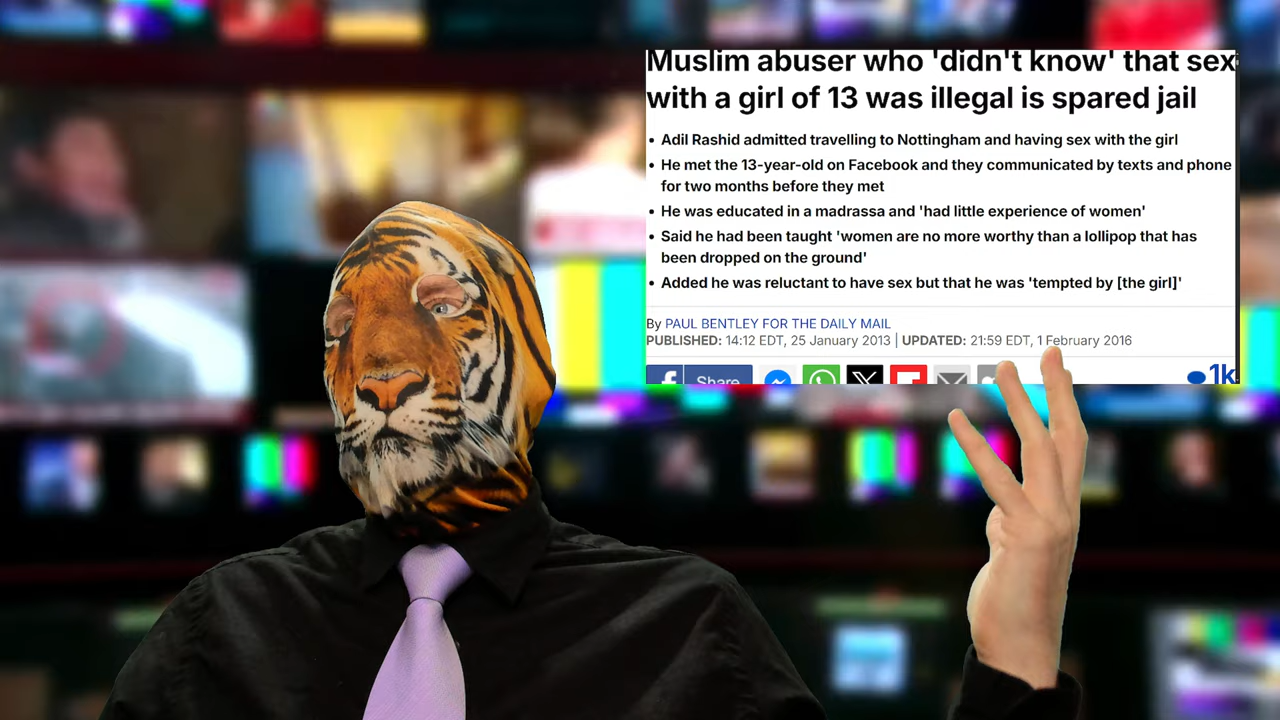 Muslim abuser who 'didn't know' that sex
with a girl of 13 was illegal is spared jail
• Adil Rashid admitted travelling to Nottingham and having sex with the girl
• He met the 13-year-old on Facebook and they communicated by texts and phone
for two months before they met
• He was educated in a madrassa and 'had little experience of women'
• Said he had been taught 'women are no more worthy than a lollipop that has
been dropped on the ground'
• Added he was reluctant to have sex but that he was 'tempted by [the girl]'
By PAUL BENTLEY FOR THE DAILY MAIL
PUBLISHED: 14:12 EDT, 25 January 2013 | UPDATED: 21:59 EDT, 1 February 2016
Share
1k